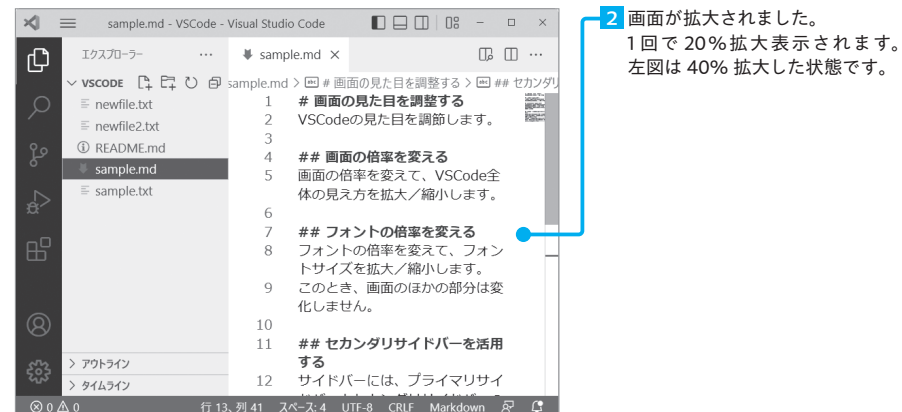 sample.md - VSCode - Visual Studio Code
エクスプローラー
sample.md
VSCODE
sample.md > # 画面の見た目を調整する > ## セカンダリ
newfile.txt
newfile2.txt
README.md
sample.md
sample.txt
1 # 画面の見た目を調整する
2 VSCodeの見た目を調節します。
3
4 ## 画面の倍率を変える
5 画面の倍率を変えて、VSCode全
体の見え方を拡大／縮小します。
6
7 ## フォントの倍率を変える
8 フォントの倍率を変えて、フォン
トサイズを拡大／縮小します。
9 このとき、画面のほかの部分は変
化しません。
10
11 ## セカンダリサイドバーを活用
する
12 サイドバーには、プライマリサイ
アウトライン
タイムライン
0 0 行 13、列 41 スペース: 4 UTF-8 CRLF Markdown
2 画面が拡大されました。
1回で20%拡大表示されます。
左図は 40% 拡大した状態です。